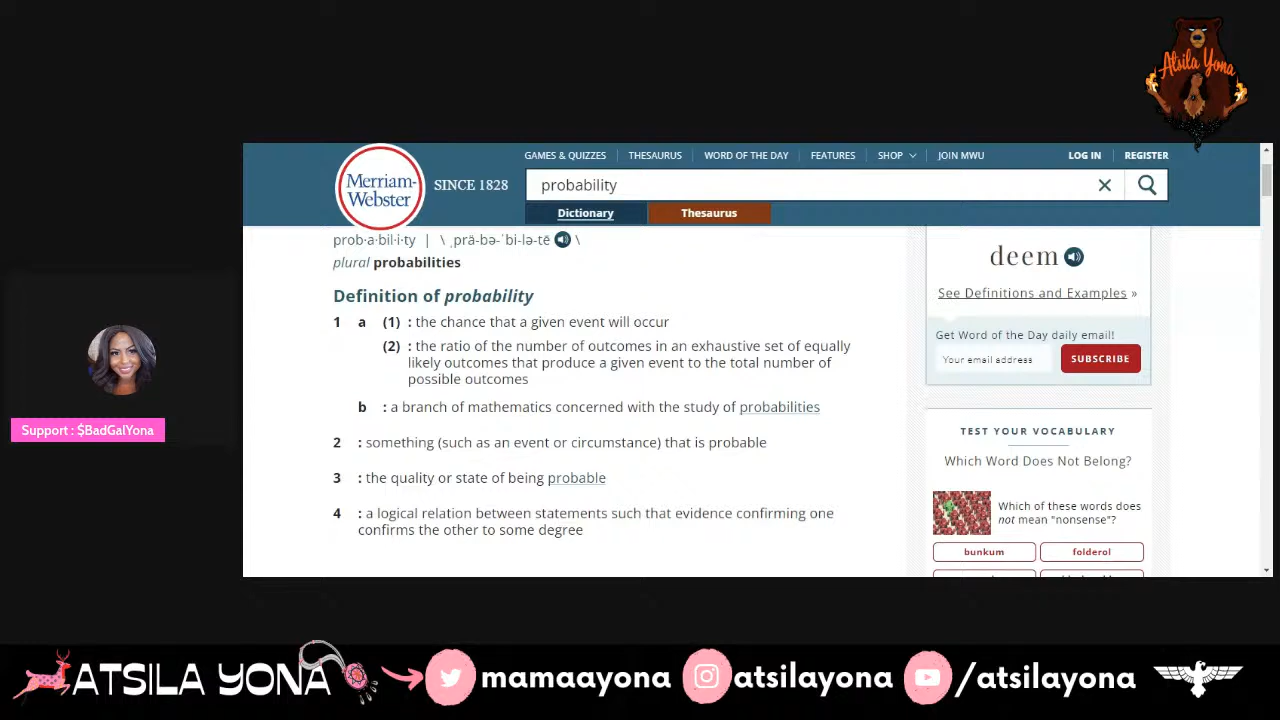 Atsila Yona
GAMES & QUIZZES THESAURUS WORD OF THE DAY FEATURES SHOP JOIN MWU LOG IN REGISTER
Merriam-
Webster
SINCE 1828
probability
Dictionary Thesaurus
prob·a·bil·i·ty | \ ˌprä-bə-ˈbi-lə-tē \
plural probabilities
Definition of probability
1 a (1) : the chance that a given event will occur
(2) : the ratio of the number of outcomes in an exhaustive set of equally
likely outcomes that produce a given event to the total number of
possible outcomes
b : a branch of mathematics concerned with the study of probabilities
2 : something (such as an event or circumstance) that is probable
3 : the quality or state of being probable
4 : a logical relation between statements such that evidence confirming one
confirms the other to some degree
deem
See Definitions and Examples »
Get Word of the Day daily email!
Your email address SUBSCRIBE
TEST YOUR VOCABULARY
Which Word Does Not Belong?
Which of these words does
not mean "nonsense"?
bunkum folderol
Support : $BadGalYona
ATSILA YONA mamaayona atsilayona /atsilayona